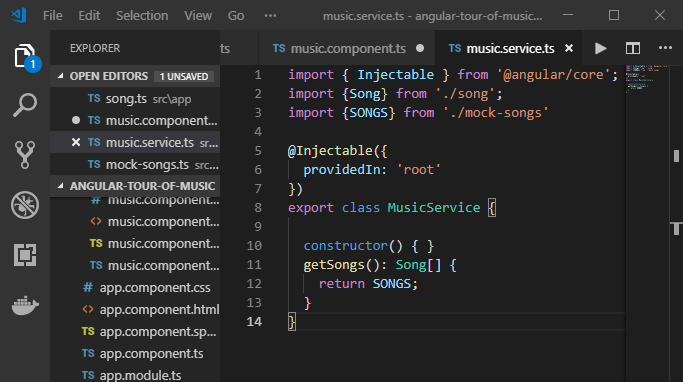 File Edit Selection View Go Debug music.service.ts - angular-tour-of-music...
EXPLORER
ts
TS music.component.ts
TS music.service.ts
1
OPEN EDITORS 1 UNSAVED
TS song.ts src\app
TS music.component...
TS music.service.ts sr...
TS mock-songs.ts src...
ANGULAR-TOUR-OF-MUSIC
# music.component...
<> music.component...
TS music.component...
TS music.component...
# app.component.css
<> app.component.html
TS app.component.sp...
TS app.component.ts
TS app.module.ts
1 import { Injectable } from '@angular/core';
2 import {Song} from './song';
3 import {SONGS} from './mock-songs'
4
5 @Injectable({
6 providedIn: 'root'
7 })
8 export class MusicService {
9
10 constructor() { }
11 getSongs(): Song[] {
12 return SONGS;
13 }
14 }